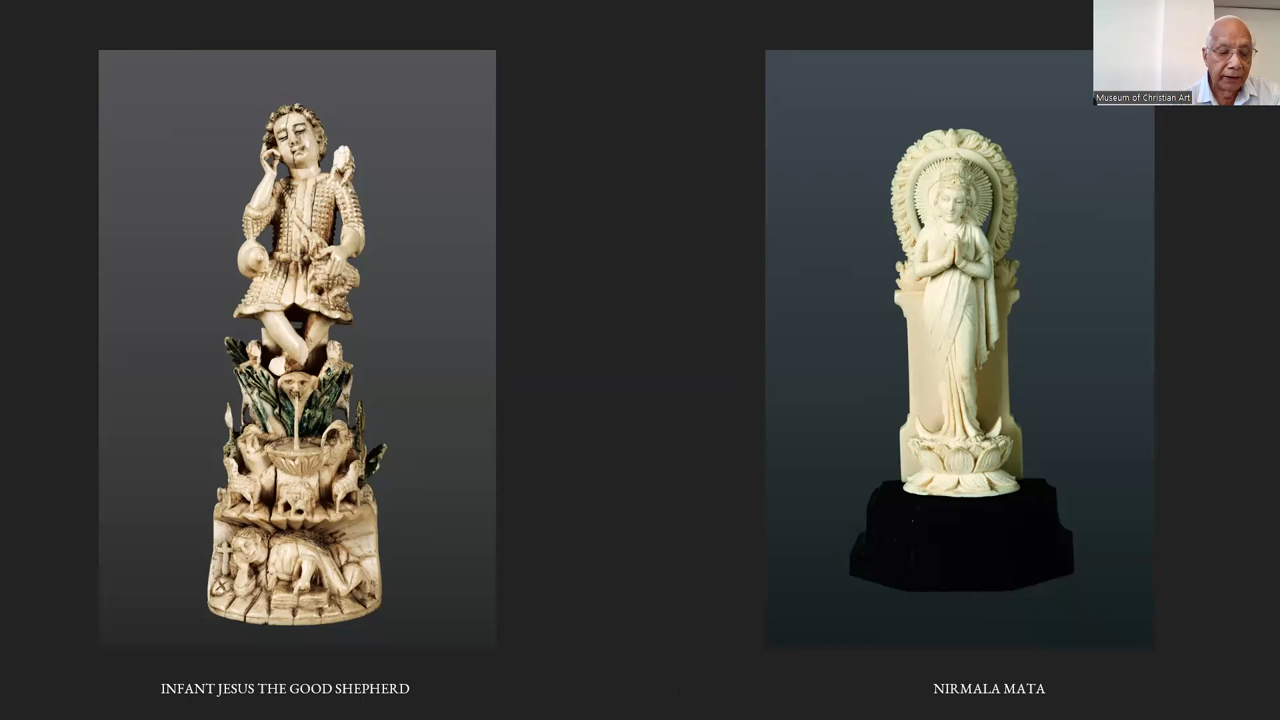 Museum of Christian Art
INFANT JESUS THE GOOD SHEPHERD
NIRMALA MATA